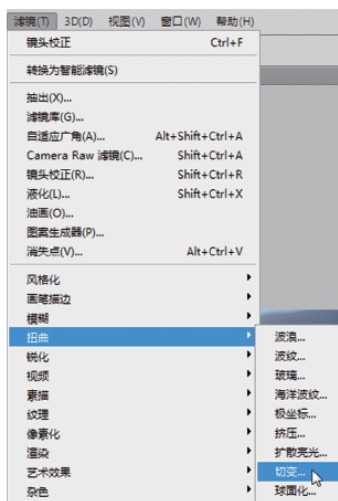 滤镜(T) 3D(D) 视图(V) 窗口(W) 帮助(H)
镜头校正 Ctrl+F
转换为智能滤镜(S)
抽出(X)...
滤镜库(G)...
自适应广角(A)... Alt+Shift+Ctrl+A
Camera Raw 滤镜(C)... Shift+Ctrl+A
镜头校正(R)... Shift+Ctrl+R
液化(L)... Shift+Ctrl+X
油画(O)...
图案生成器(P)...
消失点(V)... Alt+Ctrl+V
风格化
画笔描边
模糊
扭曲
锐化
视频
素描
纹理
像素化
渲染
艺术效果
杂色
波浪...
波纹...
玻璃...
海洋波纹...
极坐标...
挤压...
扩散亮光...
切变...
球面化...